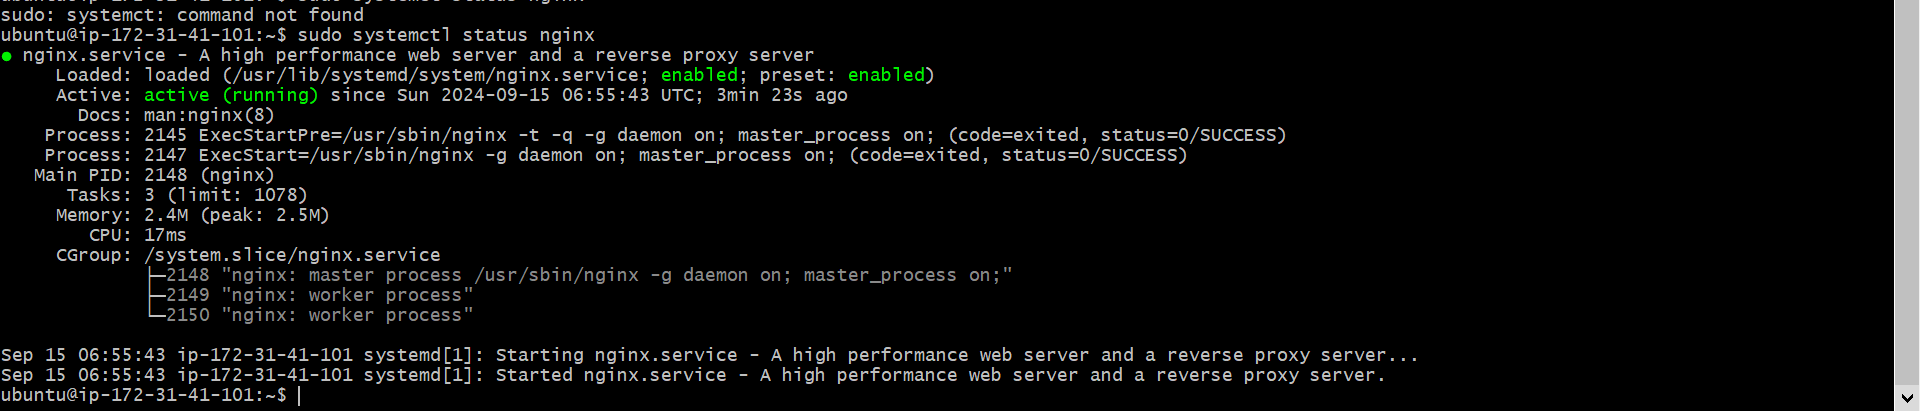 sudo: systemct: command not found
ubuntu@ip-172-31-41-101:~$ sudo systemctl status nginx
● nginx.service - A high performance web server and a reverse proxy server
     Loaded: loaded (/usr/lib/systemd/system/nginx.service; enabled; preset: enabled)
     Active: active (running) since Sun 2024-09-15 06:55:43 UTC; 3min 23s ago
       Docs: man:nginx(8)
    Process: 2145 ExecStartPre=/usr/sbin/nginx -t -q -g daemon on; master_process on; (code=exited, status=0/SUCCESS)
    Process: 2147 ExecStart=/usr/sbin/nginx -g daemon on; master_process on; (code=exited, status=0/SUCCESS)
   Main PID: 2148 (nginx)
      Tasks: 3 (limit: 1078)
     Memory: 2.4M (peak: 2.5M)
        CPU: 17ms
     CGroup: /system.slice/nginx.service
             ├─2148 "nginx: master process /usr/sbin/nginx -g daemon on; master_process on;"
             ├─2149 "nginx: worker process"
             └─2150 "nginx: worker process"
Sep 15 06:55:43 ip-172-31-41-101 systemd[1]: Starting nginx.service - A high performance web server and a reverse proxy server...
Sep 15 06:55:43 ip-172-31-41-101 systemd[1]: Started nginx.service - A high performance web server and a reverse proxy server.
ubuntu@ip-172-31-41-101:~$